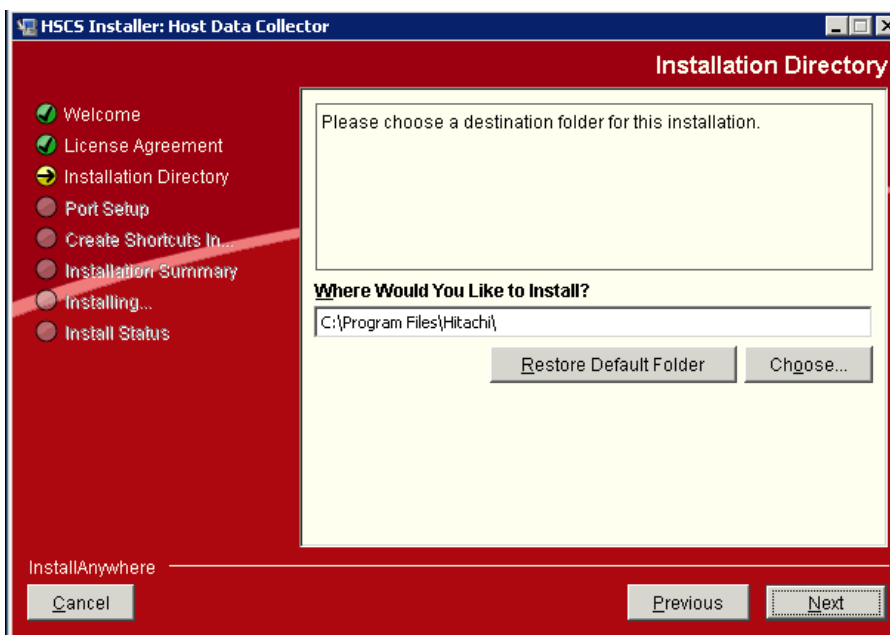 HSCS Installer: Host Data Collector
Installation Directory
Welcome
License Agreement
Installation Directory
Port Setup
Create Shortcuts In...
Installation Summary
Installing...
Install Status
Please choose a destination folder for this installation.
Where Would You Like to Install?
C:\Program Files\Hitachi\
Restore Default Folder
Choose...
InstallAnywhere
Cancel
Previous
Next